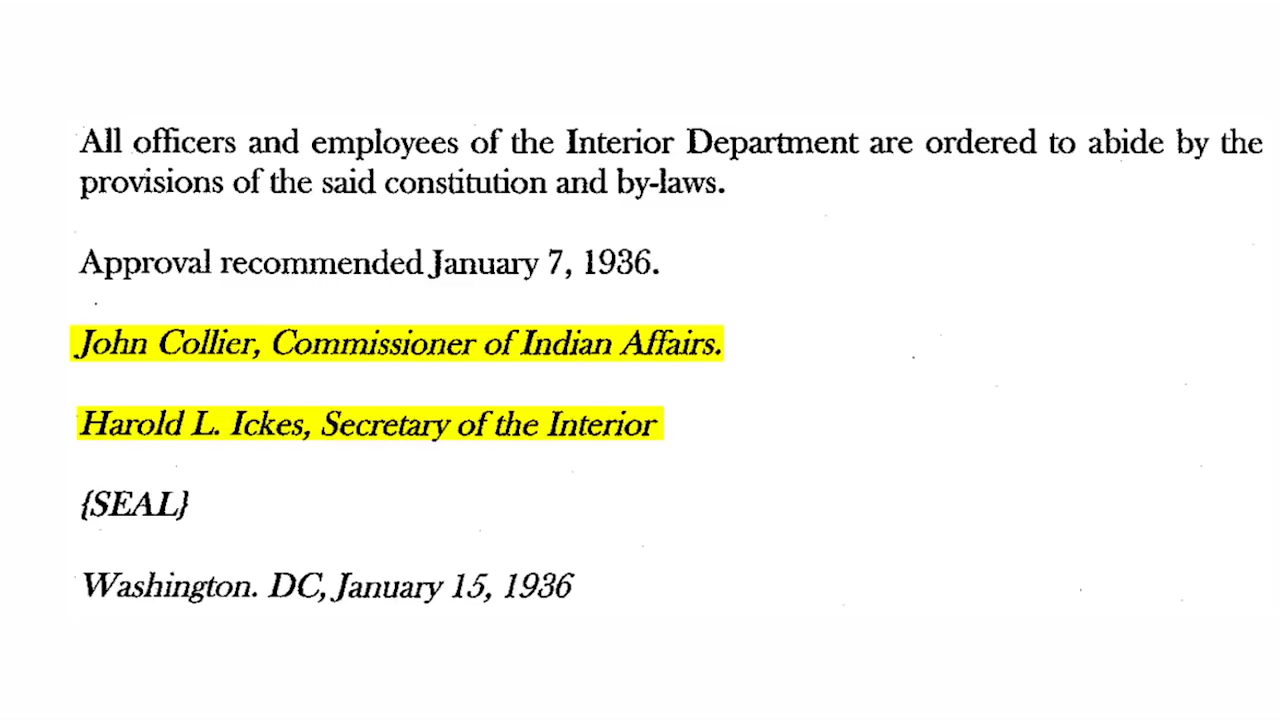 All officers and employees of the Interior Department are ordered to abide by the
provisions of the said constitution and by-laws.
Approval recommended January 7, 1936.
John Collier, Commissioner of Indian Affairs.
Harold L. Ickes, Secretary of the Interior
{SEAL}
Washington. DC, January 15, 1936